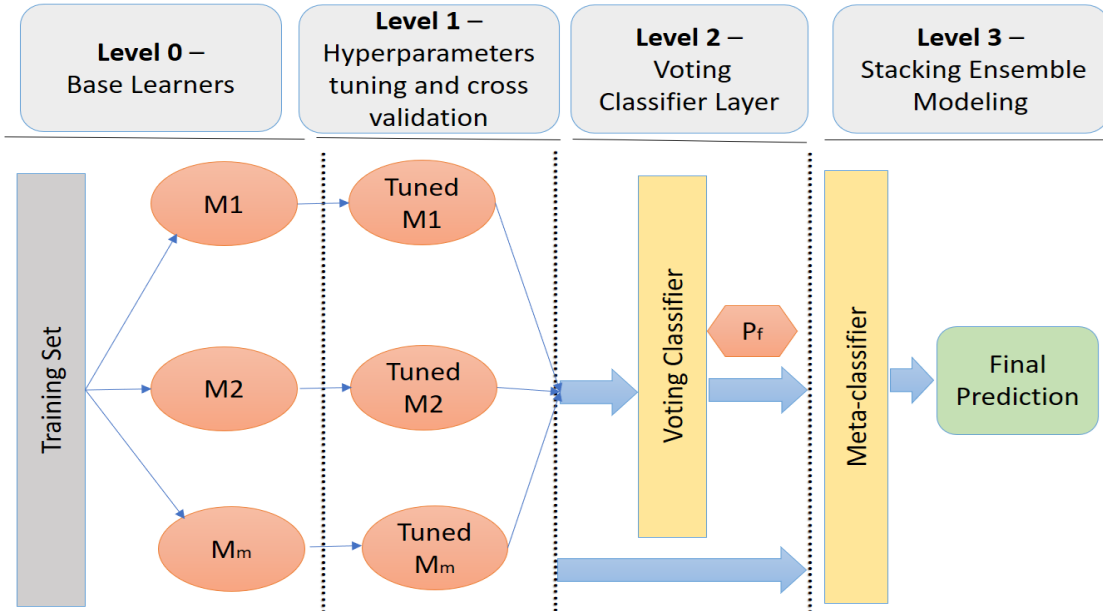 Level 0 –
Base Learners
Level 1 –
Hyperparameters
tuning and cross
validation
Level 2 –
Voting
Classifier Layer
Level 3 –
Stacking Ensemble
Modeling
Training Set
M1
M2
Mm
Tuned
M1
Tuned
M2
Tuned
Mm
Voting Classifier
Pf
Meta-classifier
Final
Prediction